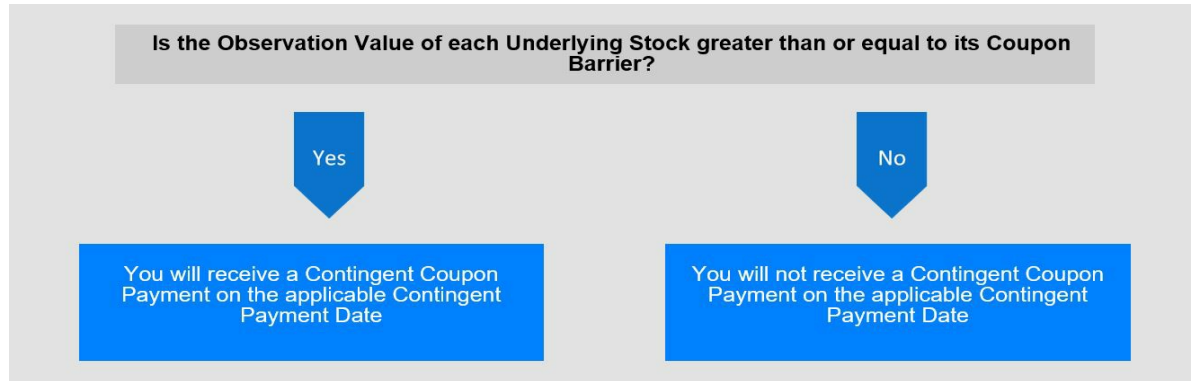 Is the Observation Value of each Underlying Stock greater than or equal to its Coupon
Barrier?
Yes
No
You will receive a Contingent Coupon
Payment on the applicable Contingent
Payment Date
You will not receive a Contingent Coupon
Payment on the applicable Contingent
Payment Date